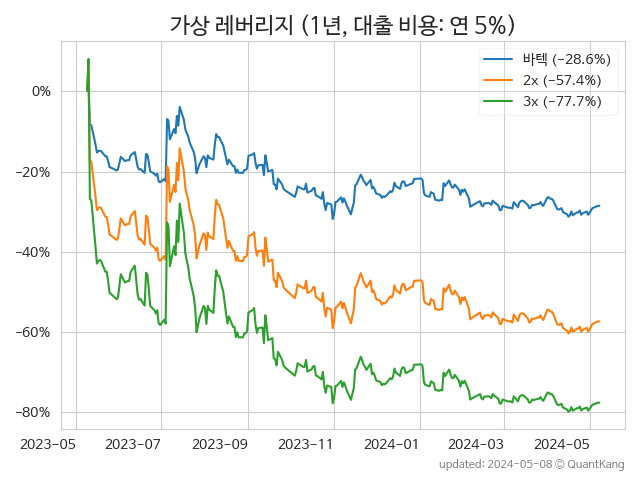 가상 레버리지 (1년, 대출 비용: 연 5%)
바텍 (−28.6%)
2x (−57.4%)
3x (−77.7%)
0%
−20%
−40%
−60%
−80%
2023-05 2023-07 2023-09 2023-11 2024-01 2024-03 2024-05
updated: 2024-05-08 © QuantKang